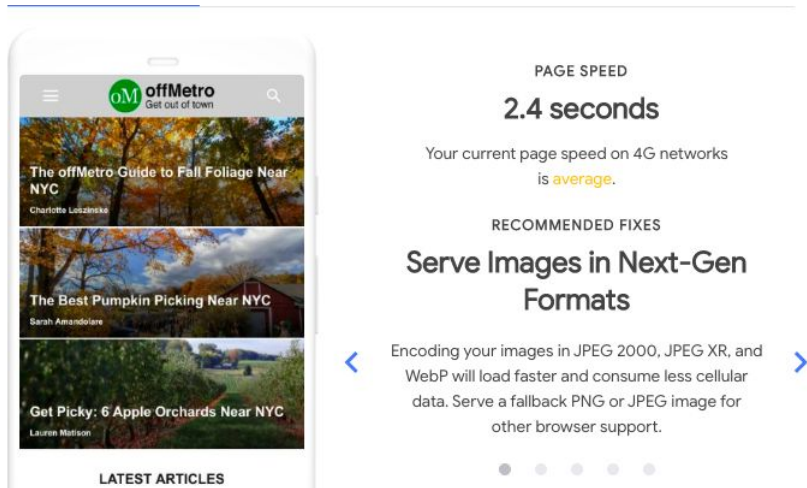 oM offMetro
Get out of town
The offMetro Guide to Fall Foliage Near
NYC
Charlotte Leszinske
The Best Pumpkin Picking Near NYC
Sarah Amandolare
Get Picky: 6 Apple Orchards Near NYC
Lauren Matison
LATEST ARTICLES
PAGE SPEED
2.4 seconds
Your current page speed on 4G networks
is average.
RECOMMENDED FIXES
Serve Images in Next-Gen
Formats
Encoding your images in JPEG 2000, JPEG XR, and
WebP will load faster and consume less cellular
data. Serve a fallback PNG or JPEG image for
other browser support.